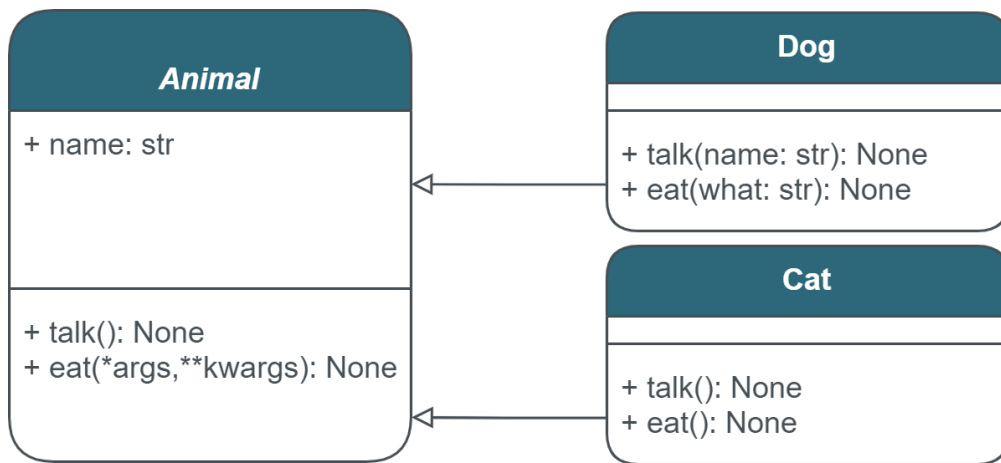 Animal
+ name: str
+ talk(): None
+ eat(*args,**kwargs): None
Dog
+ talk(name: str): None
+ eat(what: str): None
Cat
+ talk(): None
+ eat(): None